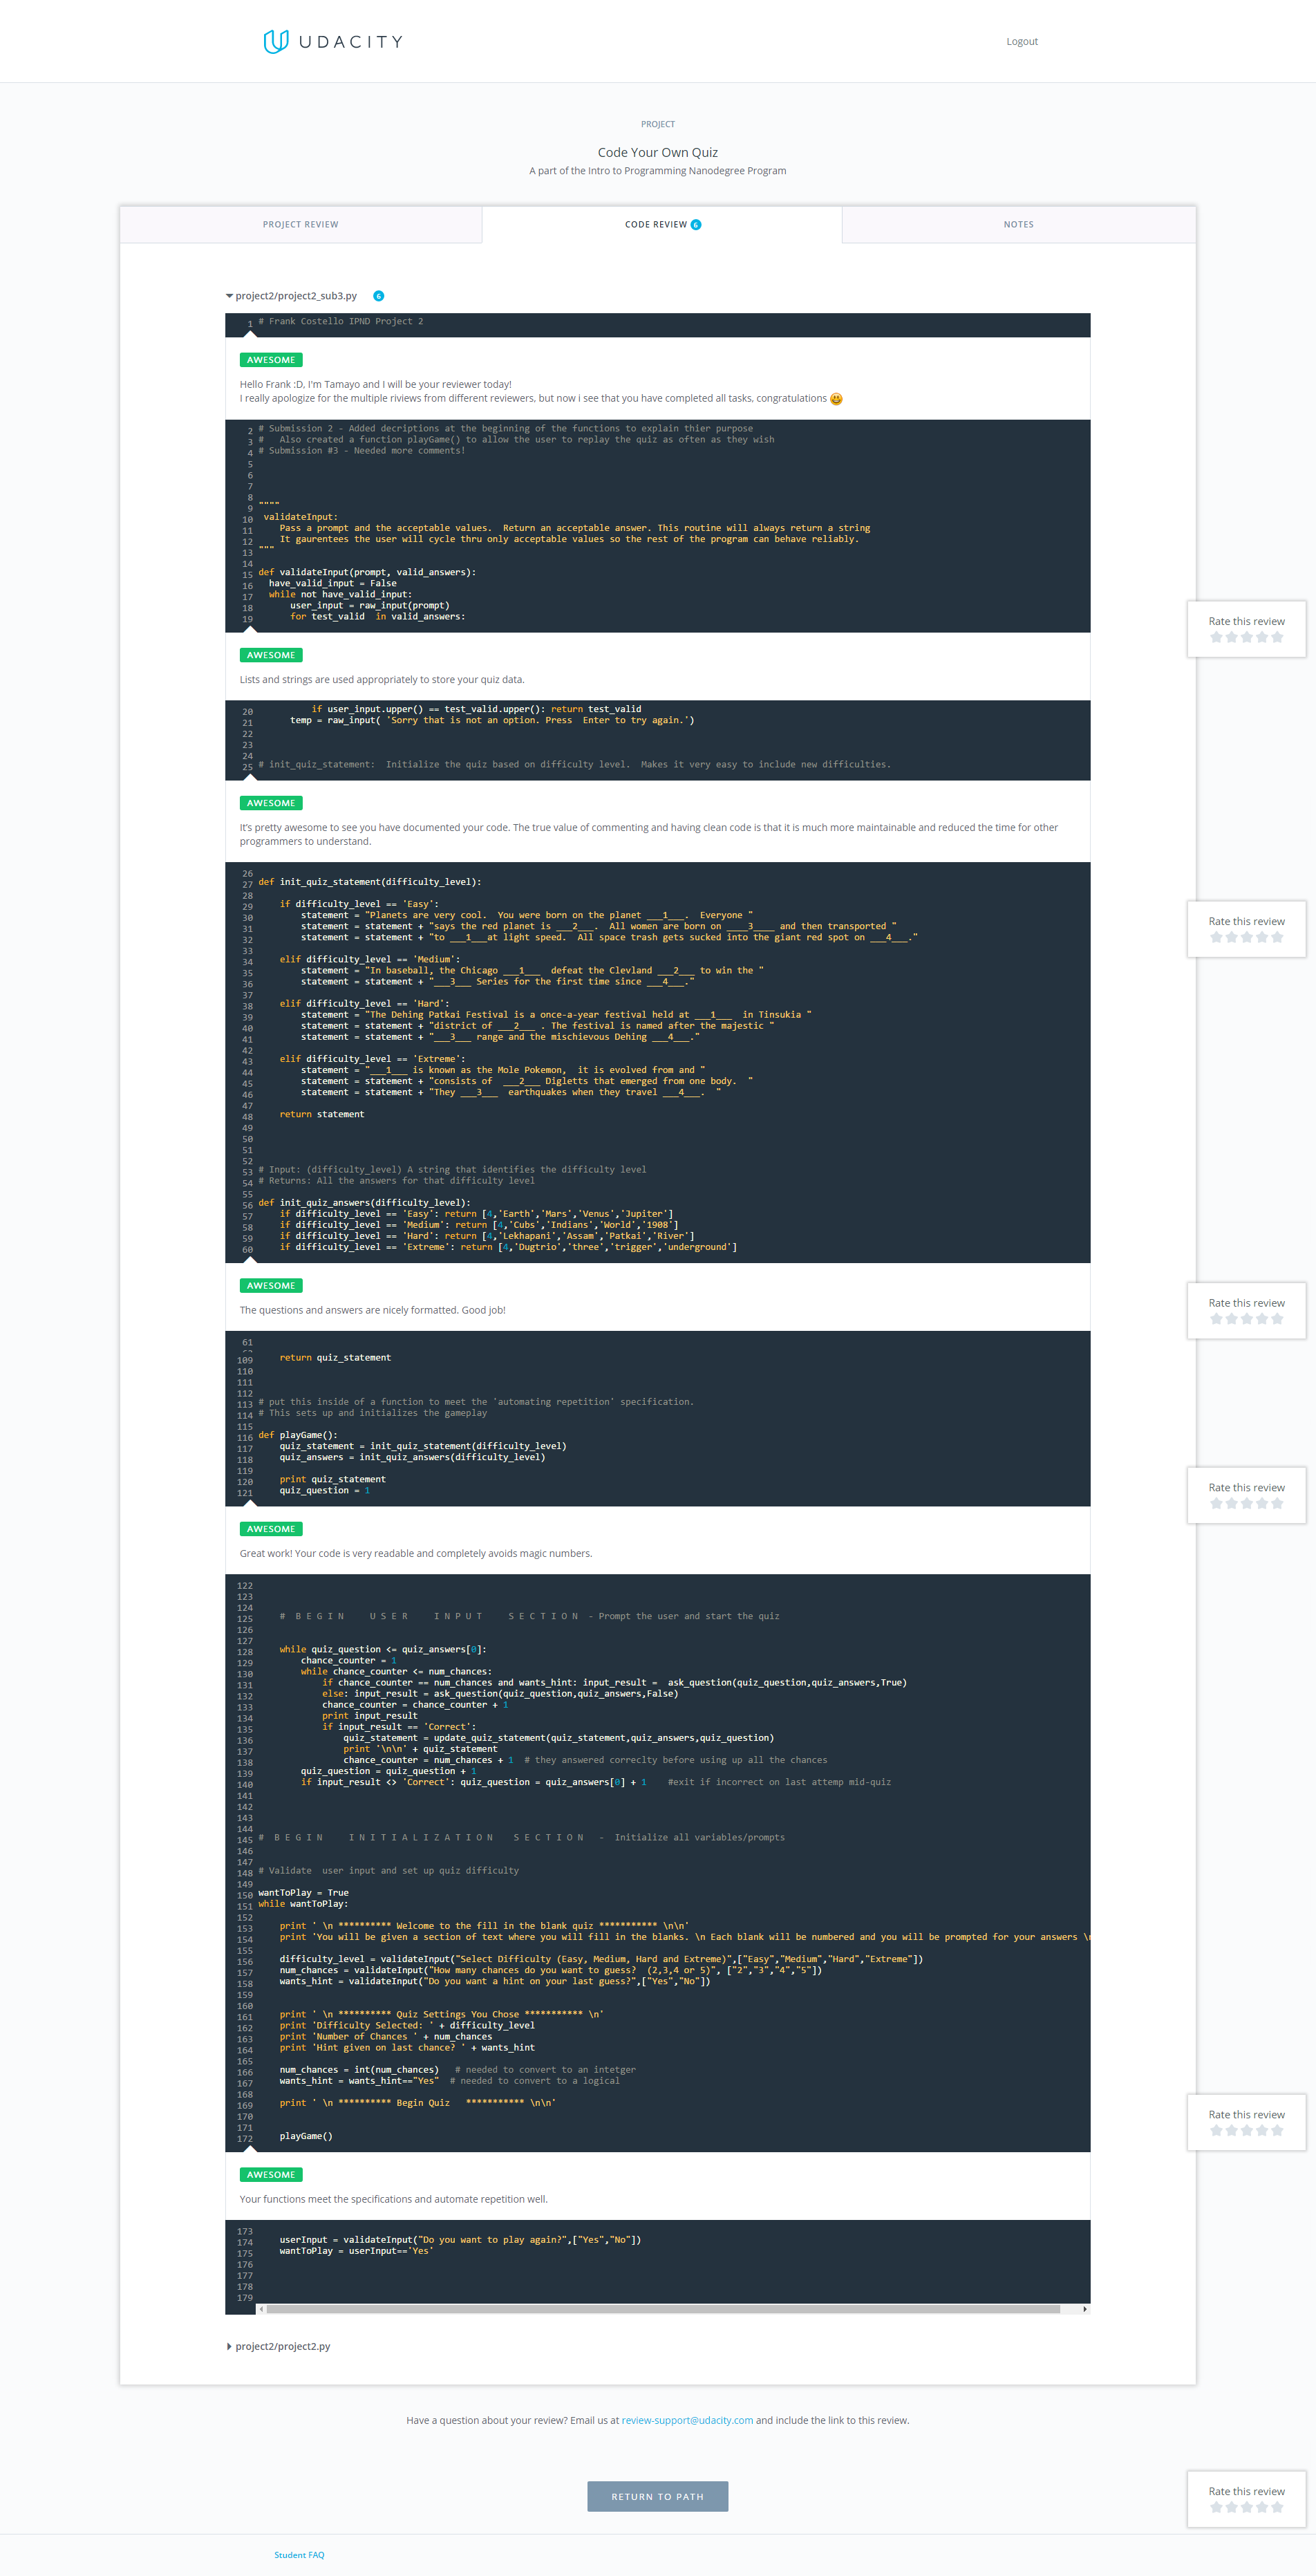 UDACITY
Logout
PROJECT
Code Your Own Quiz
A part of the Intro to Programming Nanodegree Program
PROJECT REVIEW
CODE REVIEW 6
NOTES
project2/project2_sub3.py 6
1 # Frank Costello IPND Project 2
AWESOME
Hello Frank :D, I'm Tamayo and I will be your reviewer today!
I really apologize for the multiple riviews from different reviewers, but now i see that you have completed all tasks, congratulations
2 # Submission 2 - Added decriptions at the beginning of the functions to explain thier purpose
3 #   Also created a function playGame() to allow the user to replay the quiz as often as they wish
4 # Submission #3 - Needed more comments!
5
6
7
8
9 """"
10 validateInput:
11    Pass a prompt and the acceptable values.  Return an acceptable answer. This routine will always return a string
12    It gaurentees the user will cycle thru only acceptable values so the rest of the program can behave reliably.
13 """
14
15 def validateInput(prompt, valid_answers):
16  have_valid_input = False
17  while not have_valid_input:
18      user_input = raw_input(prompt)
19      for test_valid  in valid_answers:
Rate this review
AWESOME
Lists and strings are used appropriately to store your quiz data.
20          if user_input.upper() == test_valid.upper(): return test_valid
21      temp = raw_input( 'Sorry that is not an option. Press  Enter to try again.')
22
23
24
25 # init_quiz_statement:  Initialize the quiz based on difficulty level.  Makes it very easy to include new difficulties.
AWESOME
It's pretty awesome to see you have documented your code. The true value of commenting and having clean code is that it is much more maintainable and reduced the time for other
programmers to understand.
26
27 def init_quiz_statement(difficulty_level):
28
29    if difficulty_level == 'Easy':
30        statement = "Planets are very cool.  You were born on the planet ___1___.  Everyone "
31        statement = statement + "says the red planet is ___2___.  All women are born on ____3____ and then transported "
32        statement = statement + "to ___1___at light speed.  All space trash gets sucked into the giant red spot on ___4___."
33
34    elif difficulty_level == 'Medium':
35        statement = "In baseball, the Chicago ___1___  defeat the Clevland ___2___ to win the "
36        statement = statement + "___3___ Series for the first time since ___4___."
37
38    elif difficulty_level == 'Hard':
39        statement = "The Dehing Patkai Festival is a once-a-year festival held at ___1___  in Tinsukia "
40        statement = statement + "district of ___2___ . The festival is named after the majestic "
41        statement = statement + "___3___ range and the mischievous Dehing ___4___."
42
43    elif difficulty_level == 'Extreme':
44        statement = "___1___ is known as the Mole Pokemon,  it is evolved from and "
45        statement = statement + "consists of  ___2___ Digletts that emerged from one body.  "
46        statement = statement + "They ___3___  earthquakes when they travel ___4___.  "
47
48    return statement
49
50
51
52
53 # Input: (difficulty_level) A string that identifies the difficulty level
54 # Returns: All the answers for that difficulty level
55
56 def init_quiz_answers(difficulty_level):
57    if difficulty_level == 'Easy': return [4,'Earth','Mars','Venus','Jupiter']
58    if difficulty_level == 'Medium': return [4,'Cubs','Indians','World','1908']
59    if difficulty_level == 'Hard': return [4,'Lekhapani','Assam','Patkai','River']
60    if difficulty_level == 'Extreme': return [4,'Dugtrio','three','trigger','underground']
Rate this review
AWESOME
The questions and answers are nicely formatted. Good job!
Rate this review
61
109    return quiz_statement
110
111
112
113 # put this inside of a function to meet the 'automating repetition' specification.
114 # This sets up and initializes the gameplay
115
116 def playGame():
117    quiz_statement = init_quiz_statement(difficulty_level)
118    quiz_answers = init_quiz_answers(difficulty_level)
119
120    print quiz_statement
121    quiz_question = 1
Rate this review
AWESOME
Great work! Your code is very readable and completely avoids magic numbers.
122
123
124
125    #  B E G I N     U S E R     I N P U T     S E C T I O N  - Prompt the user and start the quiz
126
127
128    while quiz_question <= quiz_answers[0]:
129        chance_counter = 1
130        while chance_counter <= num_chances:
131            if chance_counter == num_chances and wants_hint: input_result =  ask_question(quiz_question,quiz_answers,True)
132            else: input_result = ask_question(quiz_question,quiz_answers,False)
133            chance_counter = chance_counter + 1
134            print input_result
135            if input_result == 'Correct':
136                quiz_statement = update_quiz_statement(quiz_statement,quiz_answers,quiz_question)
137                print '\n\n' + quiz_statement
138                chance_counter = num_chances + 1  # they answered correclty before using up all the chances
139        quiz_question = quiz_question + 1
140        if input_result <> 'Correct': quiz_question = quiz_answers[0] + 1    #exit if incorrect on last attemp mid-quiz
141
142
143
144
145 #  B E G I N     I N I T I A L I Z A T I O N    S E C T I O N   -  Initialize all variables/prompts
146
147
148 # Validate  user input and set up quiz difficulty
149
150 wantToPlay = True
151 while wantToPlay:
152
153    print ' \n ********** Welcome to the fill in the blank quiz *********** \n\n'
154    print 'You will be given a section of text where you will fill in the blanks. \n Each blank will be numbered and you will be prompted for your answers \n
155
156    difficulty_level = validateInput("Select Difficulty (Easy, Medium, Hard and Extreme)",["Easy","Medium","Hard","Extreme"])
157    num_chances = validateInput("How many chances do you want to guess?  (2,3,4 or 5)", ["2","3","4","5"])
158    wants_hint = validateInput("Do you want a hint on your last guess?",["Yes","No"])
159
160
161    print ' \n ********** Quiz Settings You Chose *********** \n'
162    print 'Difficulty Selected: ' + difficulty_level
163    print 'Number of Chances ' + num_chances
164    print 'Hint given on last chance? ' + wants_hint
165
166    num_chances = int(num_chances)   # needed to convert to an intetger
167    wants_hint = wants_hint=="Yes"  # needed to convert to a logical
168
169    print ' \n ********** Begin Quiz   *********** \n\n'
170
171
172    playGame()
Rate this review
AWESOME
Your functions meet the specifications and automate repetition well.
173
174    userInput = validateInput("Do you want to play again?",["Yes","No"])
175    wantToPlay = userInput=='Yes'
176
177
178
179
project2/project2.py
Have a question about your review? Email us at review-support@udacity.com and include the link to this review.
RETURN TO PATH
Rate this review
Student FAQ